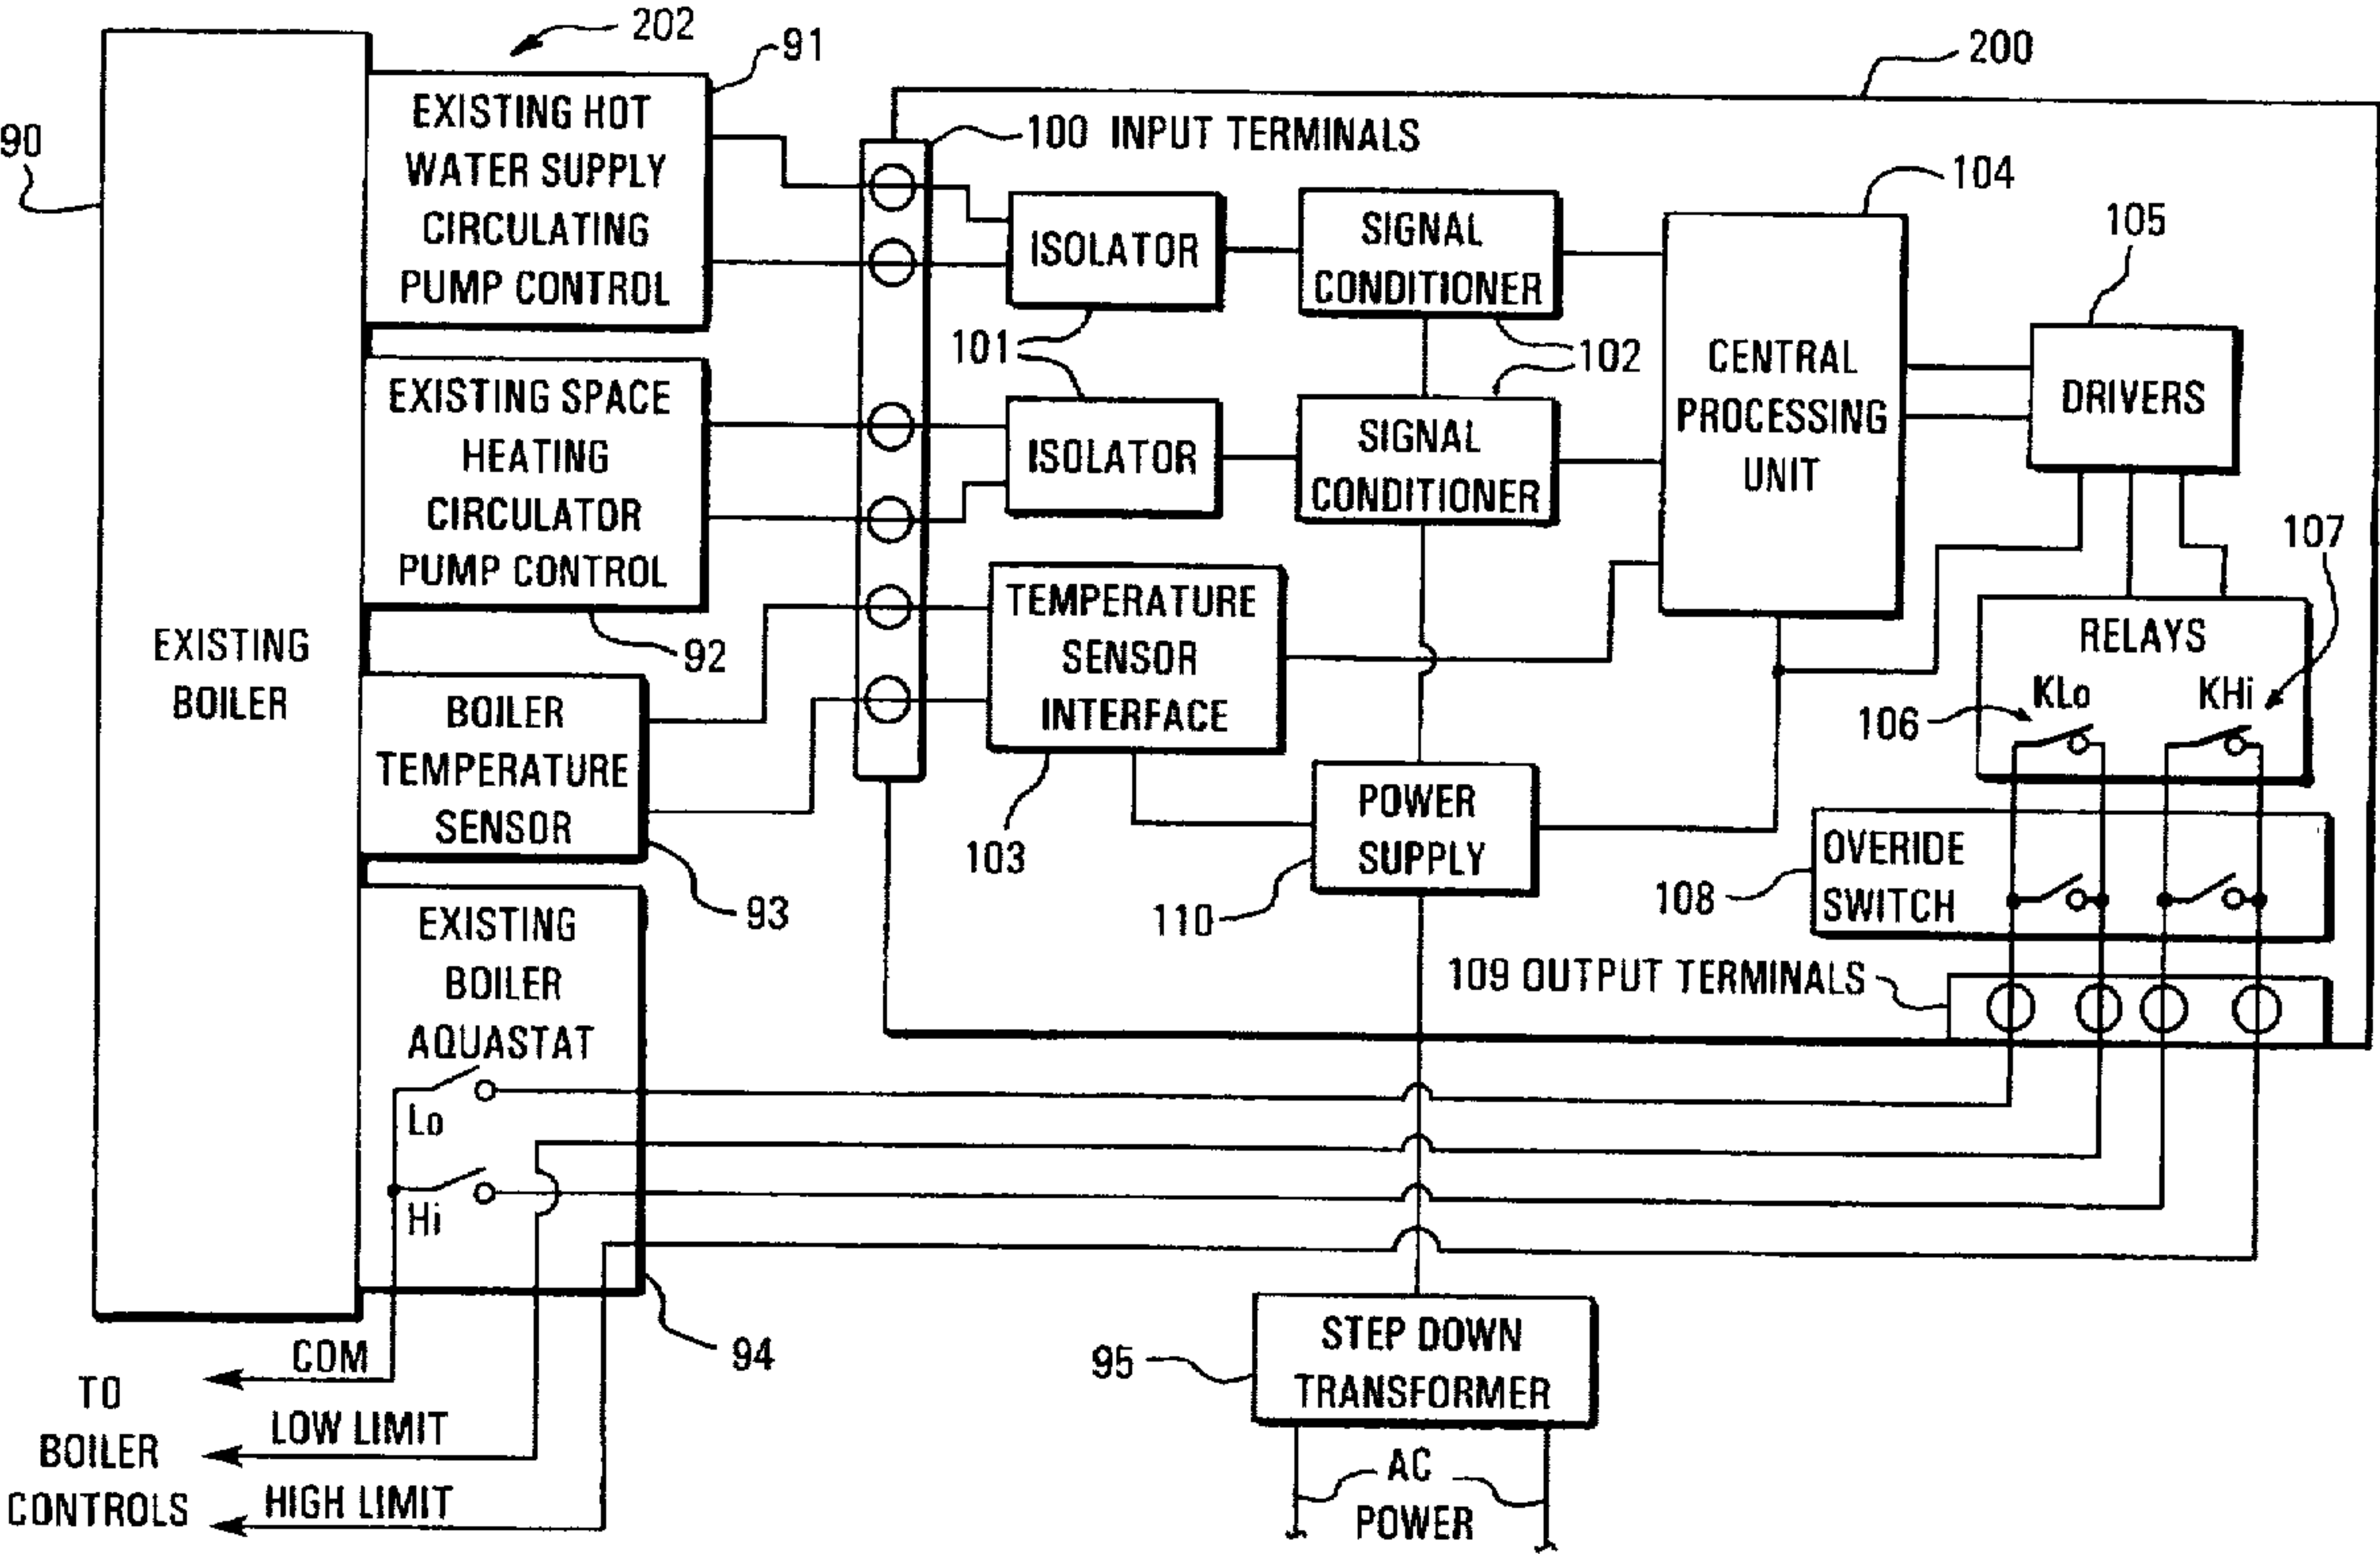 202
91
200
90
EXISTING HOT
WATER SUPPLY
CIRCULATING
PUMP CONTROL
100 INPUT TERMINALS
104
105
ISOLATOR
SIGNAL
CONDITIONER
101
102
EXISTING SPACE
HEATING
CIRCULATOR
PUMP CONTROL
92
ISOLATOR
SIGNAL
CONDITIONER
CENTRAL
PROCESSING
UNIT
DRIVERS
107
EXISTING
BOILER
TEMPERATURE
SENSOR
INTERFACE
103
RELAYS
KLo
KHi
106
BOILER
TEMPERATURE
SENSOR
93
POWER
SUPPLY
110
OVERIDE
SWITCH
108
109 OUTPUT TERMINALS
EXISTING
BOILER
AQUASTAT
Lo
Hi
94
STEP DOWN
TRANSFORMER
95
AC
POWER
TO
BOILER
CONTROLS
COM
LOW LIMIT
HIGH LIMIT